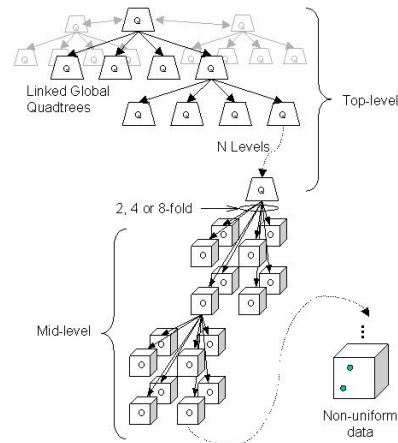 Q
Q Q Q Q
Linked Global
Quadtrees
Q Q Q Q
Top-level
N Levels
Q
2, 4 or 8-fold
O O
O O
O O
O O
Mid-level
O O
O O
O O
O O
Non-uniform
data